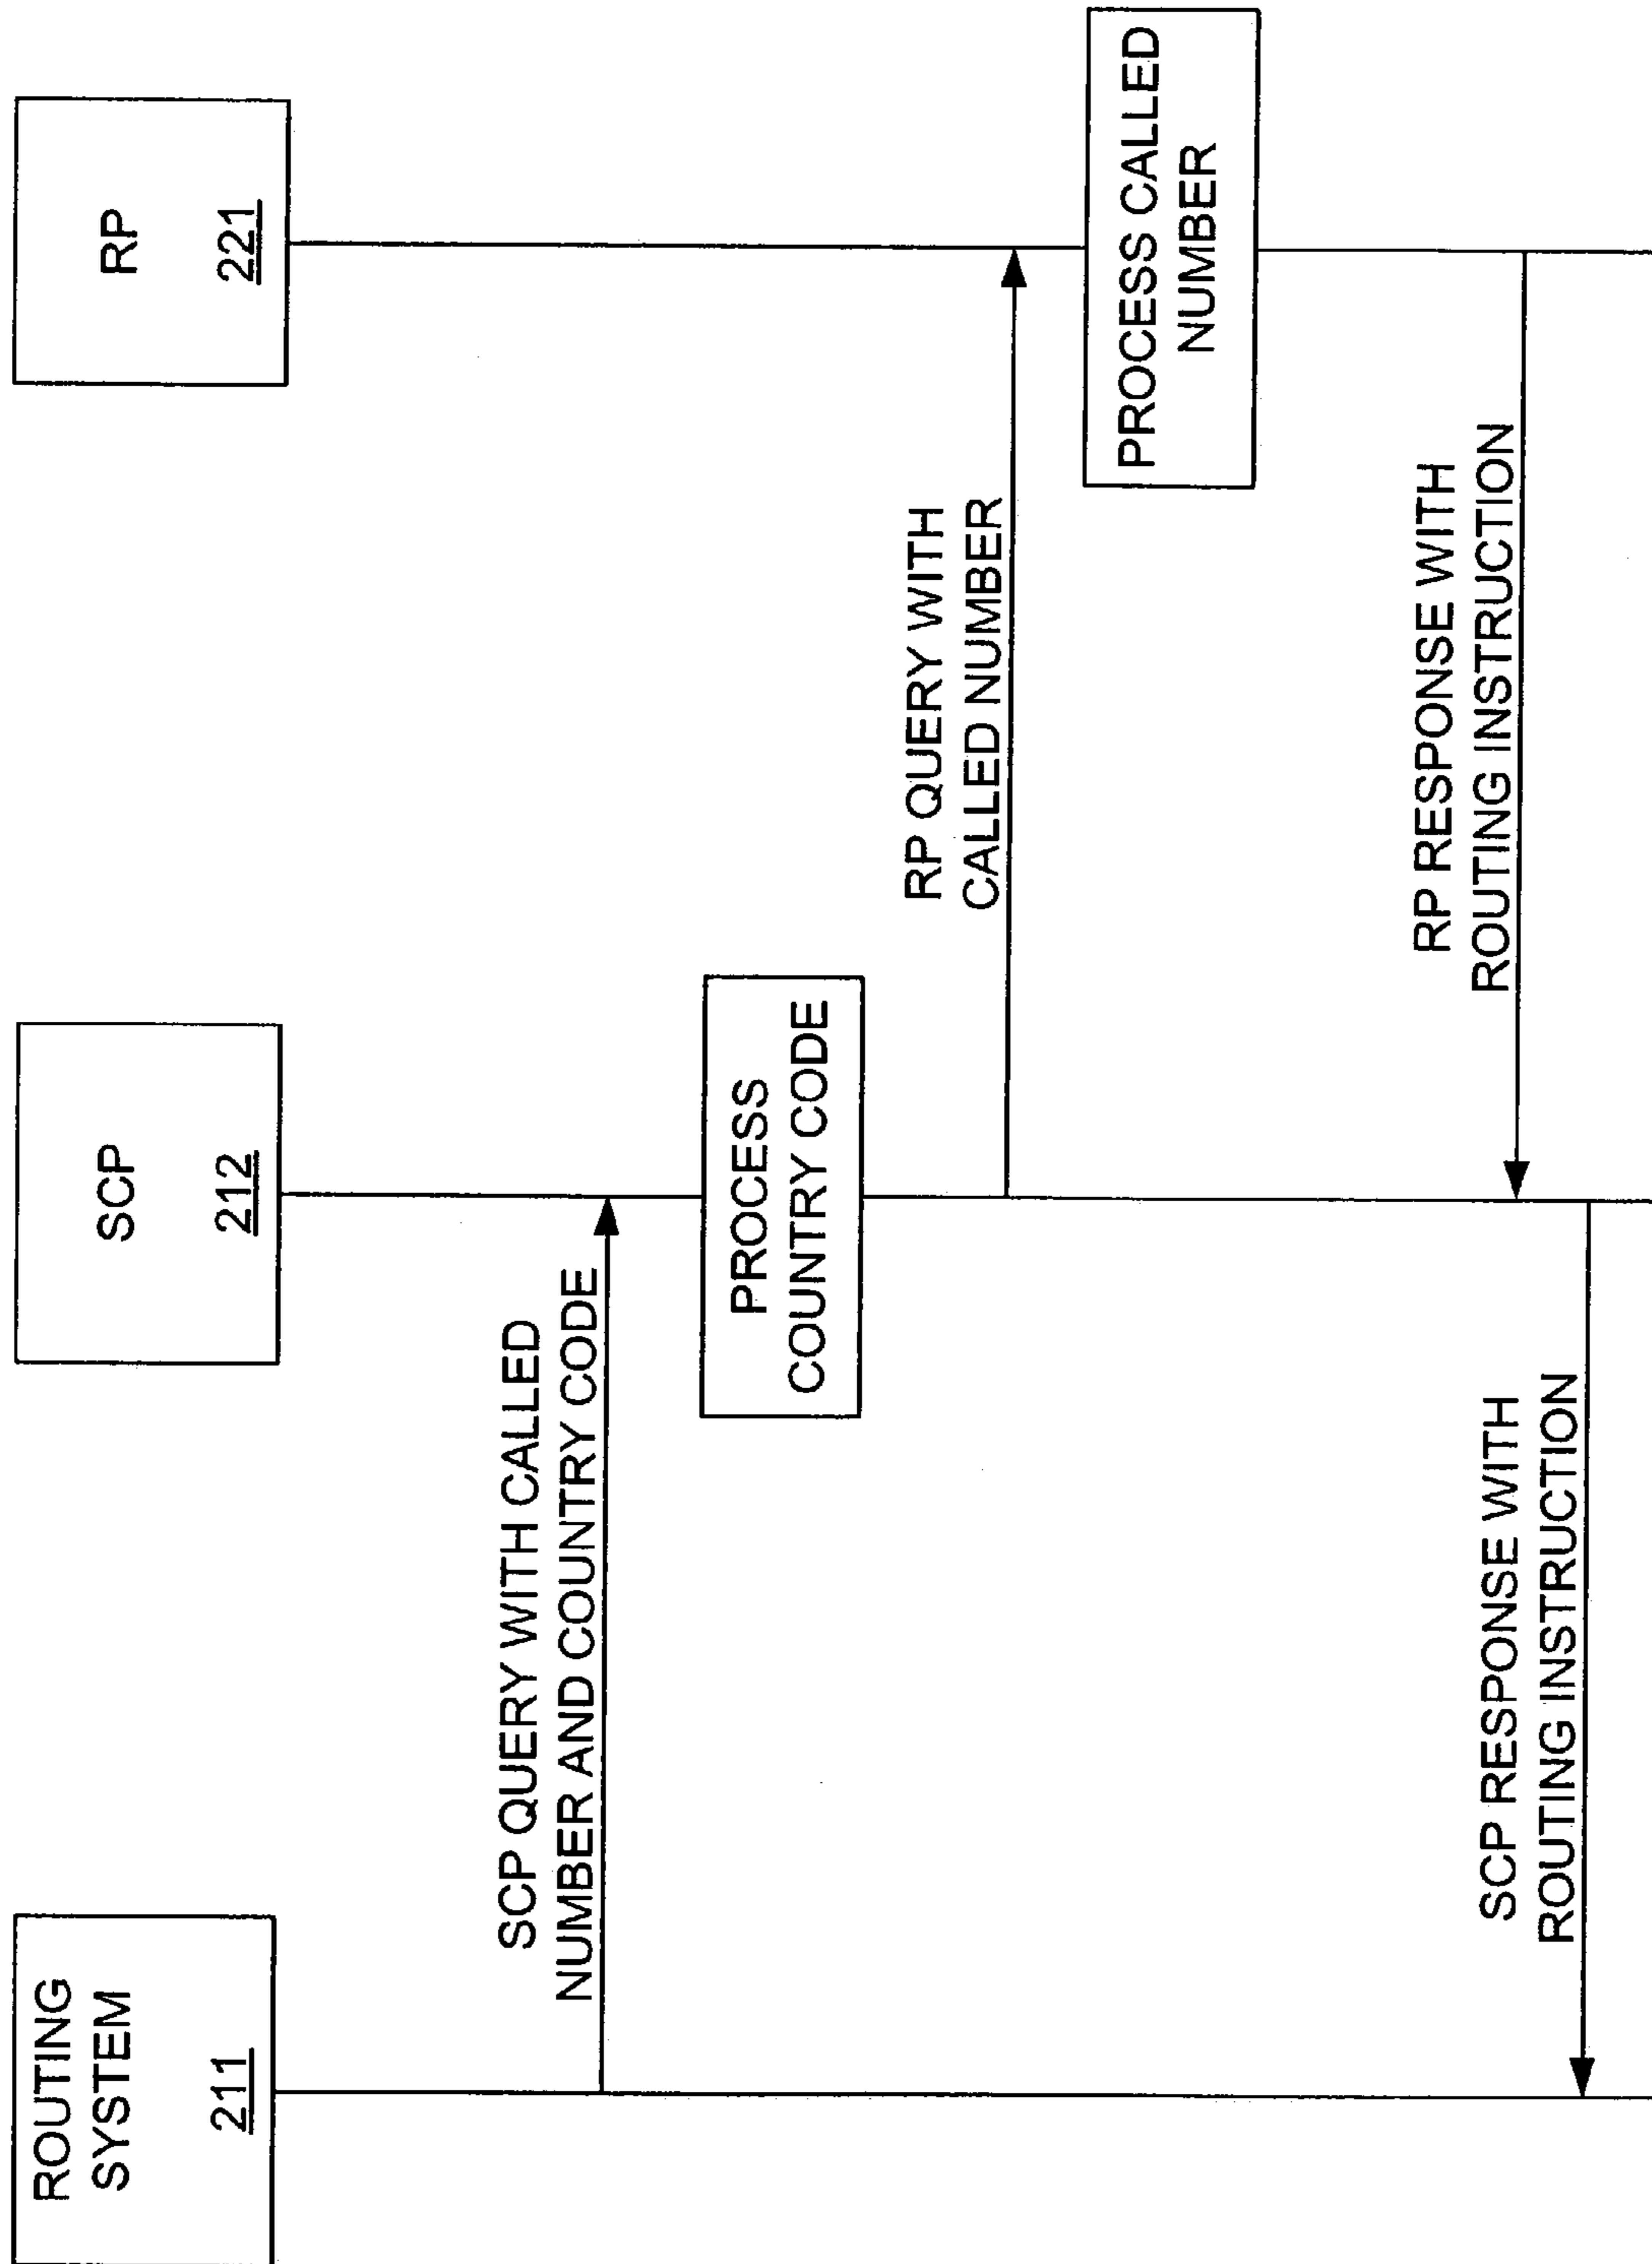 ROUTING
SYSTEM
211
SCP
212
RP
221
SCP QUERY WITH CALLED
NUMBER AND COUNTRY CODE
PROCESS
COUNTRY CODE
RP QUERY WITH
CALLED NUMBER
PROCESS CALLED
NUMBER
RP RESPONSE WITH
ROUTING INSTRUCTION
SCP RESPONSE WITH
ROUTING INSTRUCTION